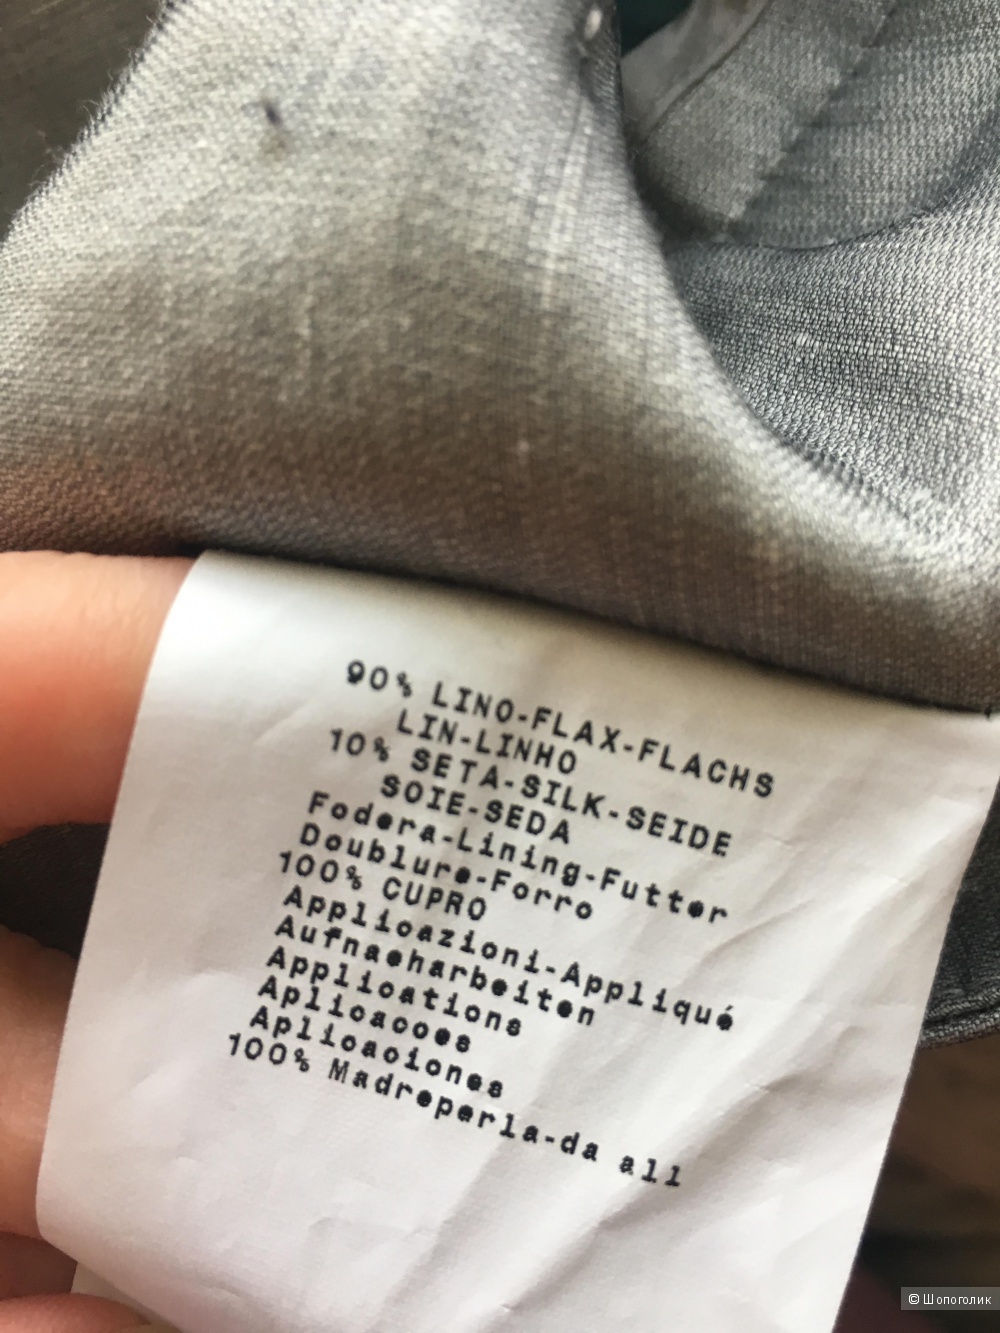 90% LINO-FLAX-FLACHS
LIN-LINHO
10% SETA-SILK-SEIDE
SOIE-SEDA
Fodera-Lining-Futter
Doublure-Forro
100% CUPRO
Applicazioni-Appliqué
Aufnaeharbeiten
Applications
Aplicacoes
Aplicaciones
100% Madreperla-da all
© Шопоголик